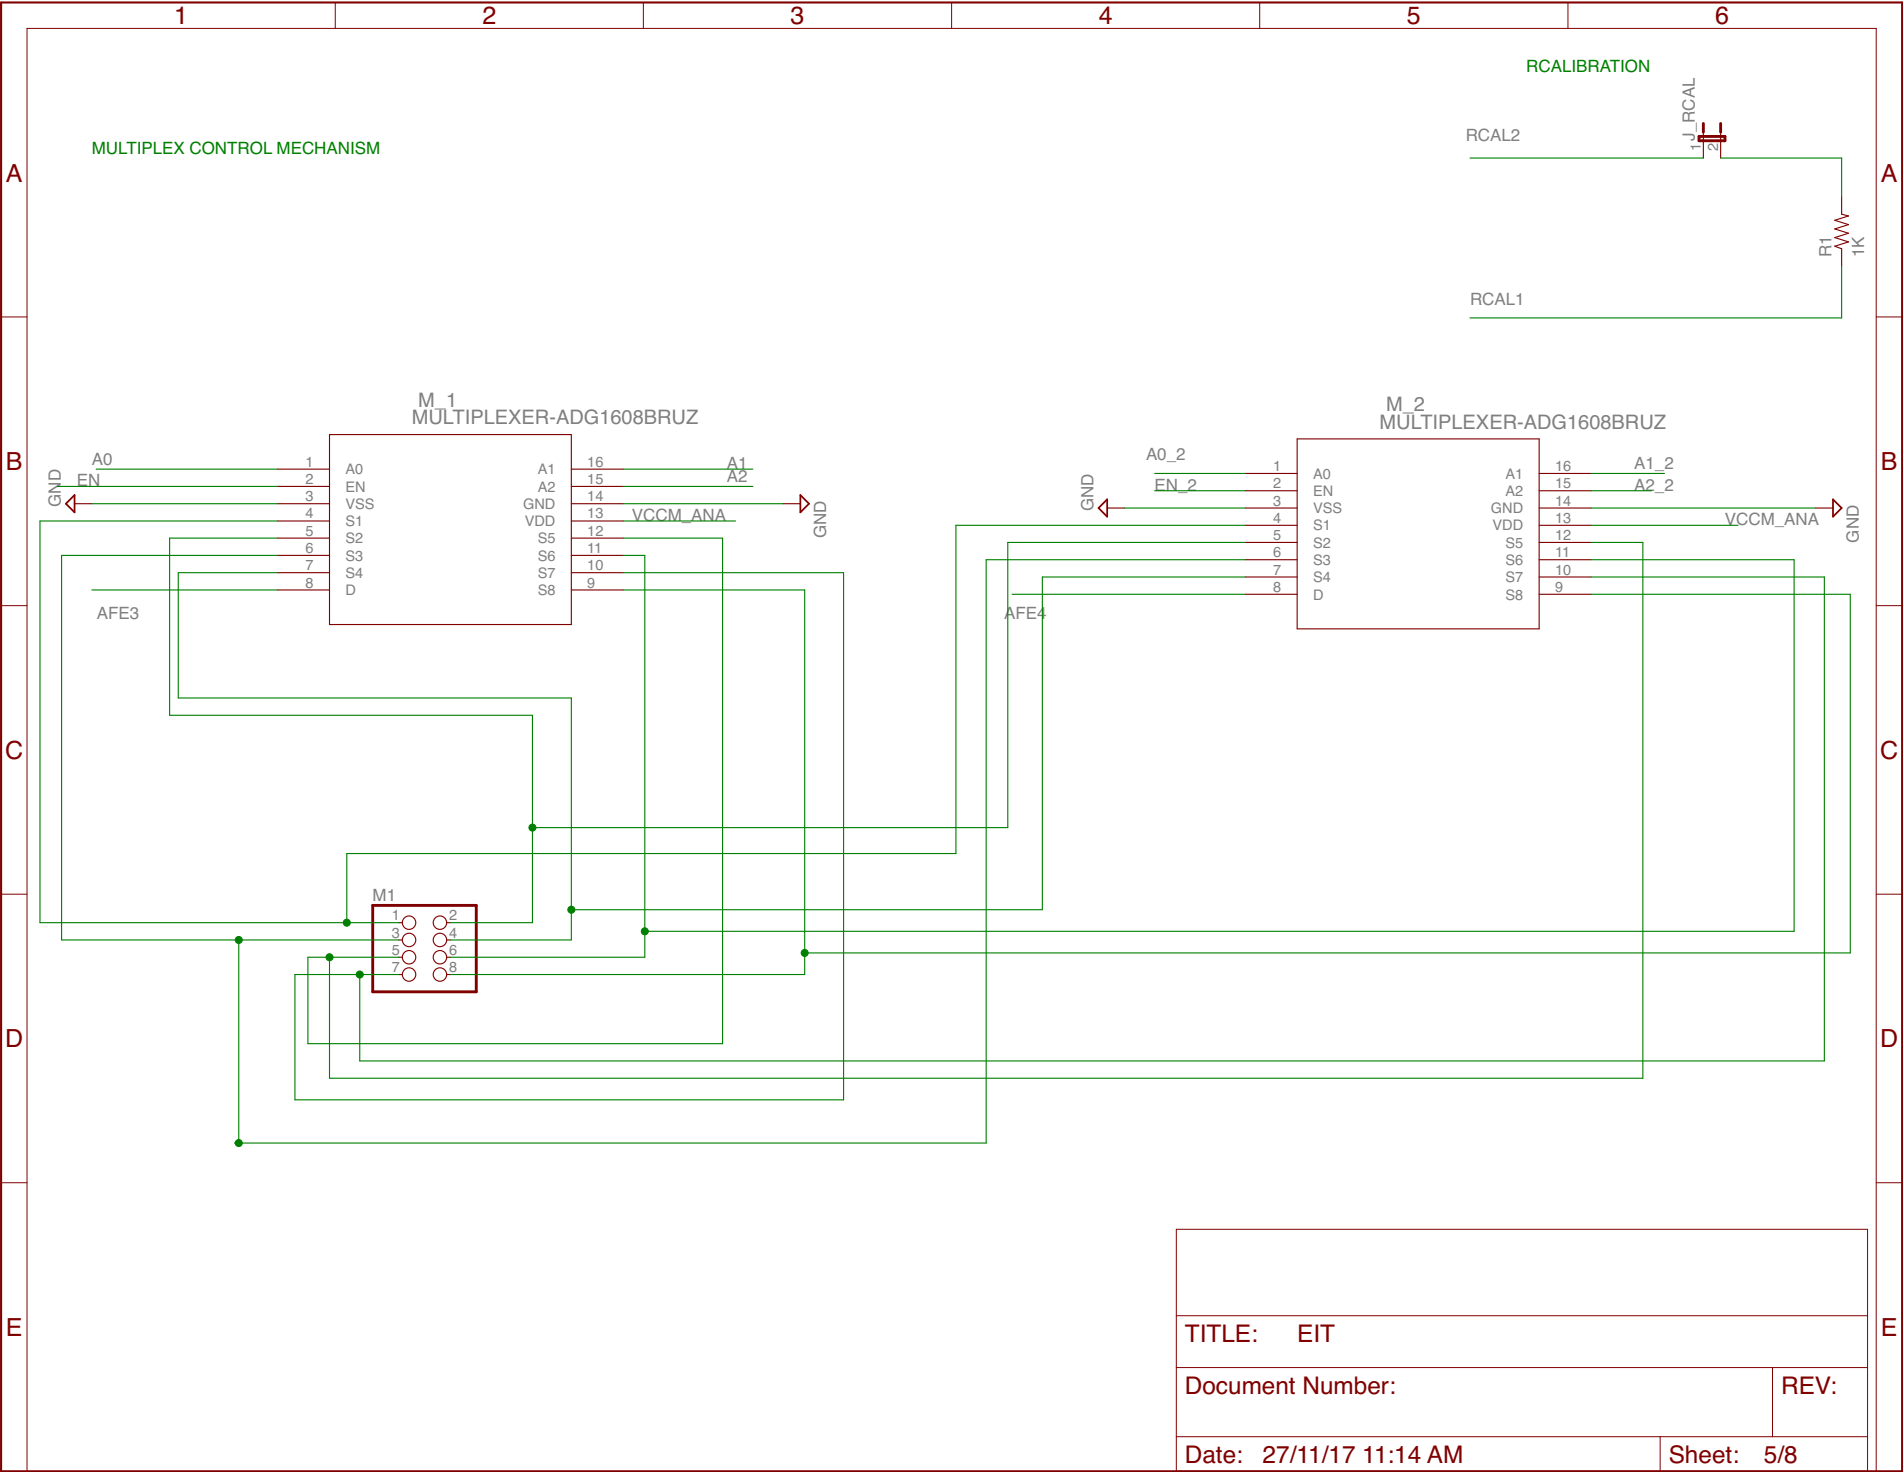 1 2 3 4 5 6
RCALIBRATION
J_RCAL
1 2
RCAL2
MULTIPLEX CONTROL MECHANISM
A A
R1
1K
RCAL1
M_1
MULTIPLEXER-ADG1608BRUZ
M_2
MULTIPLEXER-ADG1608BRUZ
B B
A0 1 A0 A1 16 A1
EN 2 EN A2 15 A2
GND 3 VSS GND 14 GND
4 S1 VDD 13 VCCM_ANA
5 S2 S5 12
6 S3 S6 11
7 S4 S7 10
8 D S8 9
AFE3
A0_2 1 A0 A1 16 A1_2
EN_2 2 EN A2 15 A2_2
GND 3 VSS GND 14 GND
4 S1 VDD 13 VCCM_ANA
5 S2 S5 12
6 S3 S6 11
7 S4 S7 10
8 D S8 9
AFE4
C C
M1
1 2
3 4
5 6
7 8
D D
E E
TITLE: EIT
Document Number:
REV:
Date: 27/11/17 11:14 AM
Sheet: 5/8